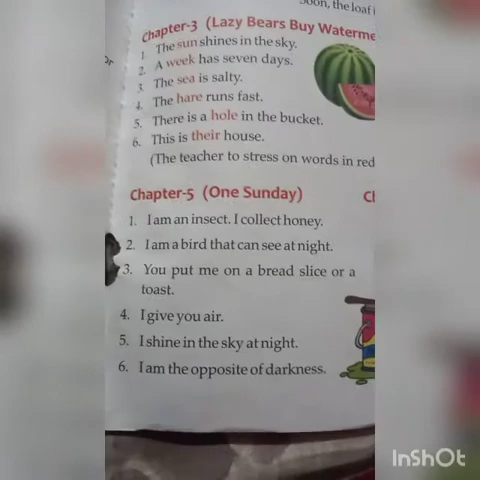 Soon, the loaf
Chapter-3 (Lazy Bears Buy Waterme
1. The sun shines in the sky.
2. A week has seven days.
3. The sea is salty.
4. The hare runs fast.
5. There is a hole in the bucket.
6. This is their house.
(The teacher to stress on words in red
Chapter-5 (One Sunday)
1. I am an insect. I collect honey.
2. I am a bird that can see at night.
3. You put me on a bread slice or a
toast.
4. I give you air.
5. I shine in the sky at night.
6. I am the opposite of darkness.
InShOt